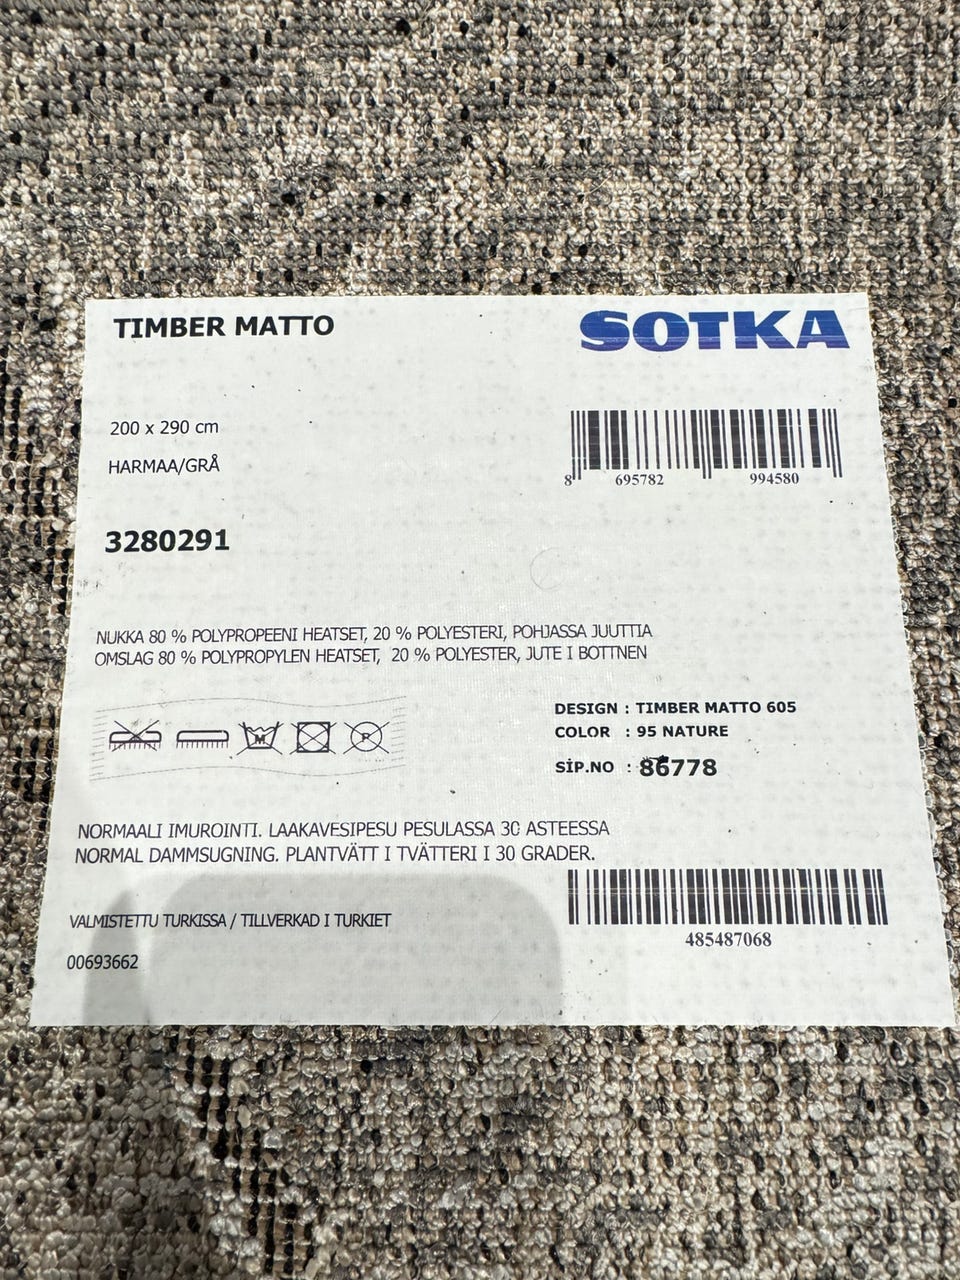 TIMBER MATTO
SOTKA
200 x 290 cm
HARMAA/GRÅ
8 695782 994580
3280291
NUKKA 80 % POLYPROPEENI HEATSET, 20 % POLYESTERI, POHJASSA JUUTTIA
OMSLAG 80 % POLYPROPYLEN HEATSET, 20 % POLYESTER, JUTE I BOTTNEN
DESIGN : TIMBER MATTO 605
COLOR : 95 NATURE
SİP.NO : 86778
M
P
NORMAALI IMUROINTI. LAAKAVESIPESU PESULASSA 30 ASTEESSA
NORMAL DAMMSUGNING. PLANTVÄTT I TVÄTTERI I 30 GRADER.
485487068
VALMISTETTU TURKISSA / TILLVERKAD I TURKIET
00693662